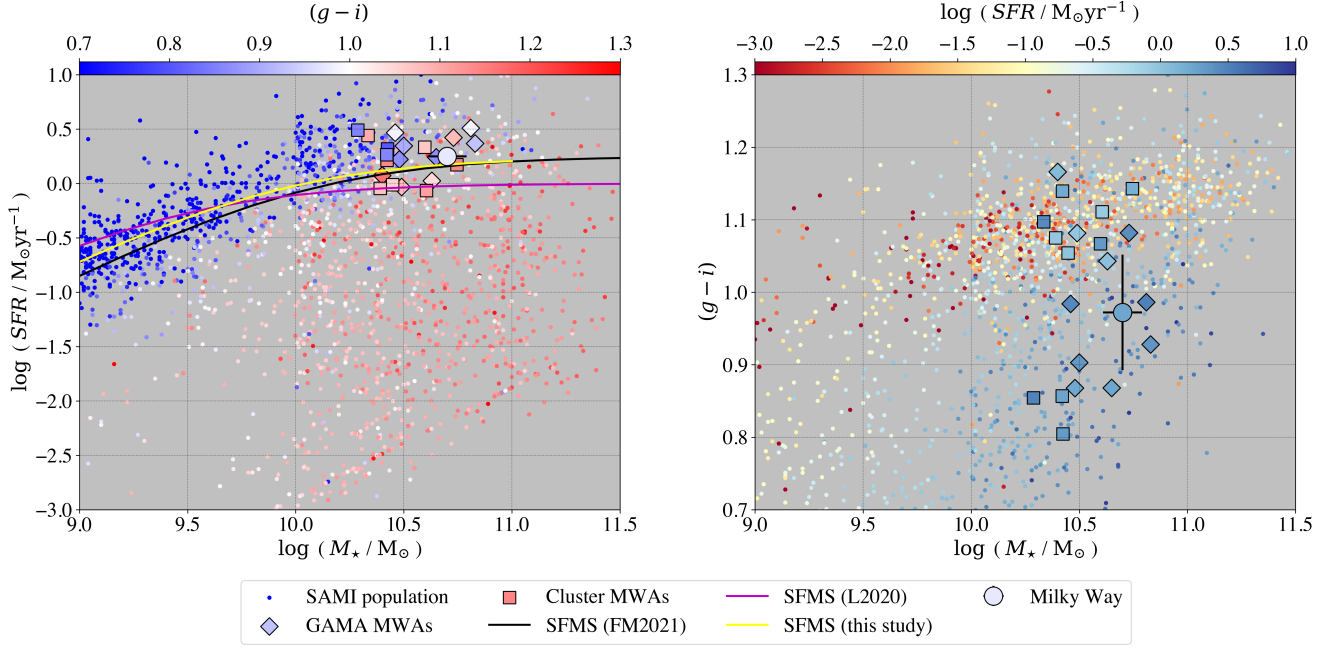 (g − i)
0.7 0.8 0.9 1.0 1.1 1.2 1.3
1.0
0.5
0.0
−0.5
−1.0
−1.5
−2.0
−2.5
−3.0
log ( SFR / M⊙yr⁻¹ )
9.0 9.5 10.0 10.5 11.0 11.5
log ( M⋆ / M⊙ )
log ( SFR / M⊙yr⁻¹ )
−3.0 −2.5 −2.0 −1.5 −1.0 −0.5 0.0 0.5 1.0
1.3
1.2
1.1
1.0
0.9
0.8
0.7
(g − i)
9.0 9.5 10.0 10.5 11.0 11.5
log ( M⋆ / M⊙ )
SAMI population Cluster MWAs SFMS (L2020) Milky Way
GAMA MWAs SFMS (FM2021) SFMS (this study)